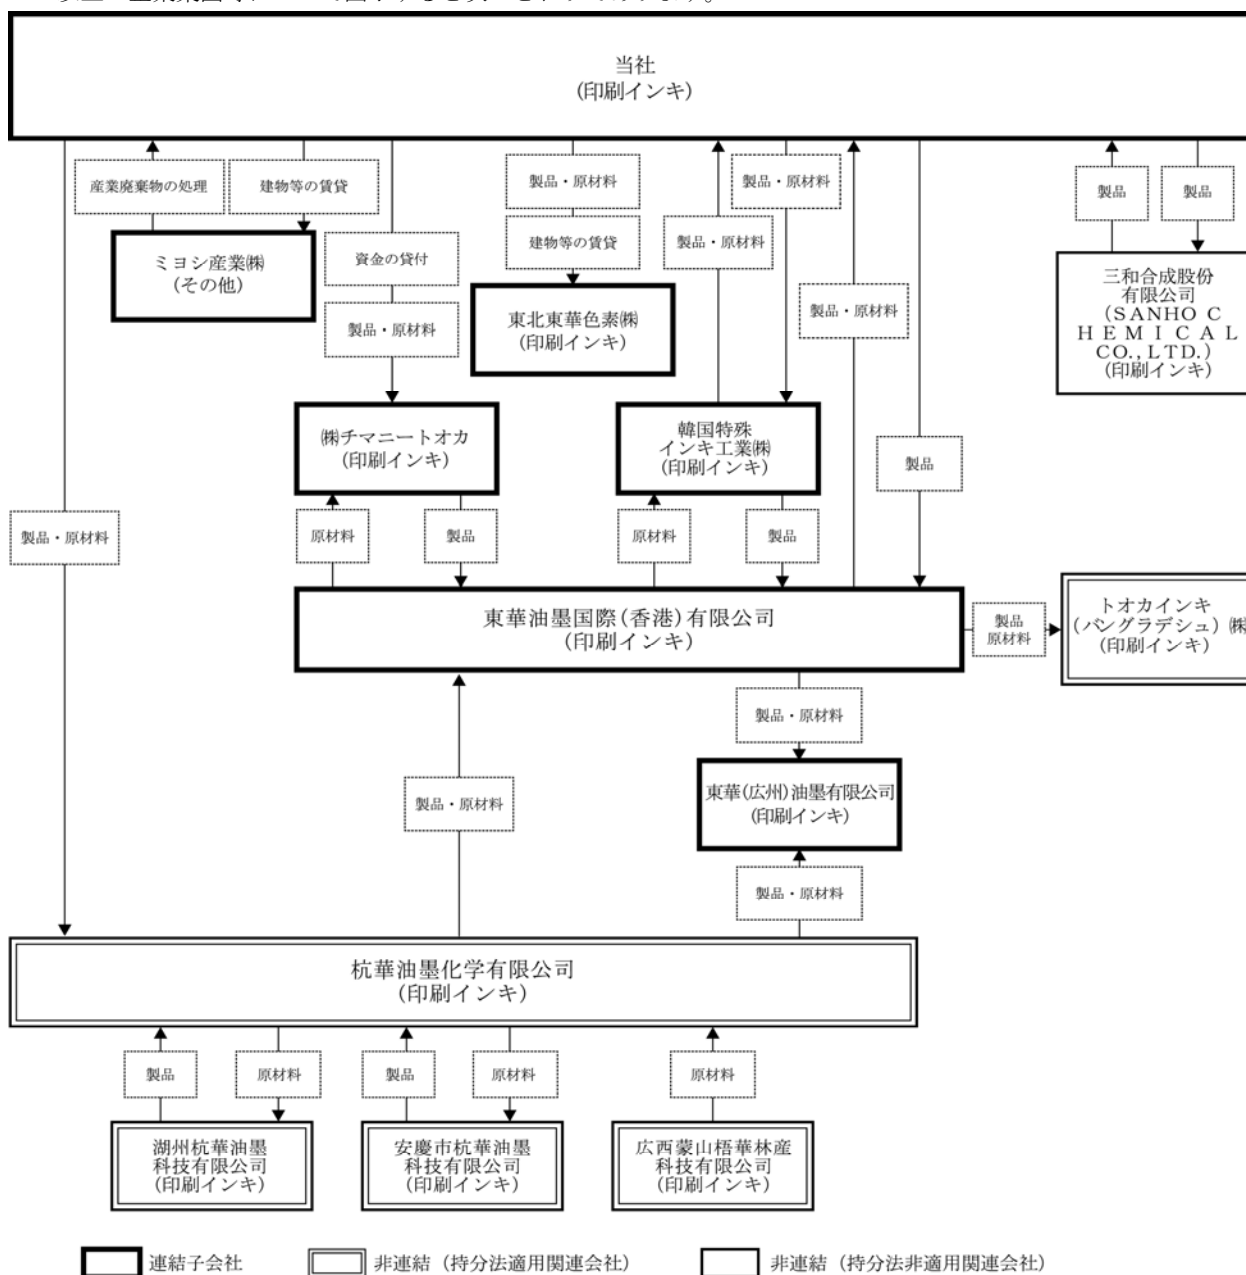 当社
(印刷インキ)
産業廃棄物の処理
建物等の賃貸
製品・原材料
製品・原材料
製品
製品
建物等の賃貸
製品・原材料
資金の貸付
ミヨシ産業㈱
(その他)
三和合成股份
有限公司
(SANHO C
HEMICAL
CO.,LTD.)
(印刷インキ)
製品・原材料
東北東華色素㈱
(印刷インキ)
製品・原材料
㈱チマニートオカ
(印刷インキ)
韓国特殊
インキ工業㈱
(印刷インキ)
製品
製品・原材料
原材料
製品
原材料
製品
東華油墨国際(香港)有限公司
(印刷インキ)
製品
原材料
トオカインキ
(バングラデシュ)㈱
(印刷インキ)
製品・原材料
東華(広州)油墨有限公司
(印刷インキ)
製品・原材料
製品・原材料
杭華油墨化学有限公司
(印刷インキ)
製品
原材料
製品
原材料
原材料
湖州杭華油墨
科技有限公司
(印刷インキ)
安慶市杭華油墨
科技有限公司
(印刷インキ)
広西蒙山梧華林産
科技有限公司
(印刷インキ)
連結子会社
非連結（持分法適用関連会社）
非連結（持分法非適用関連会社）